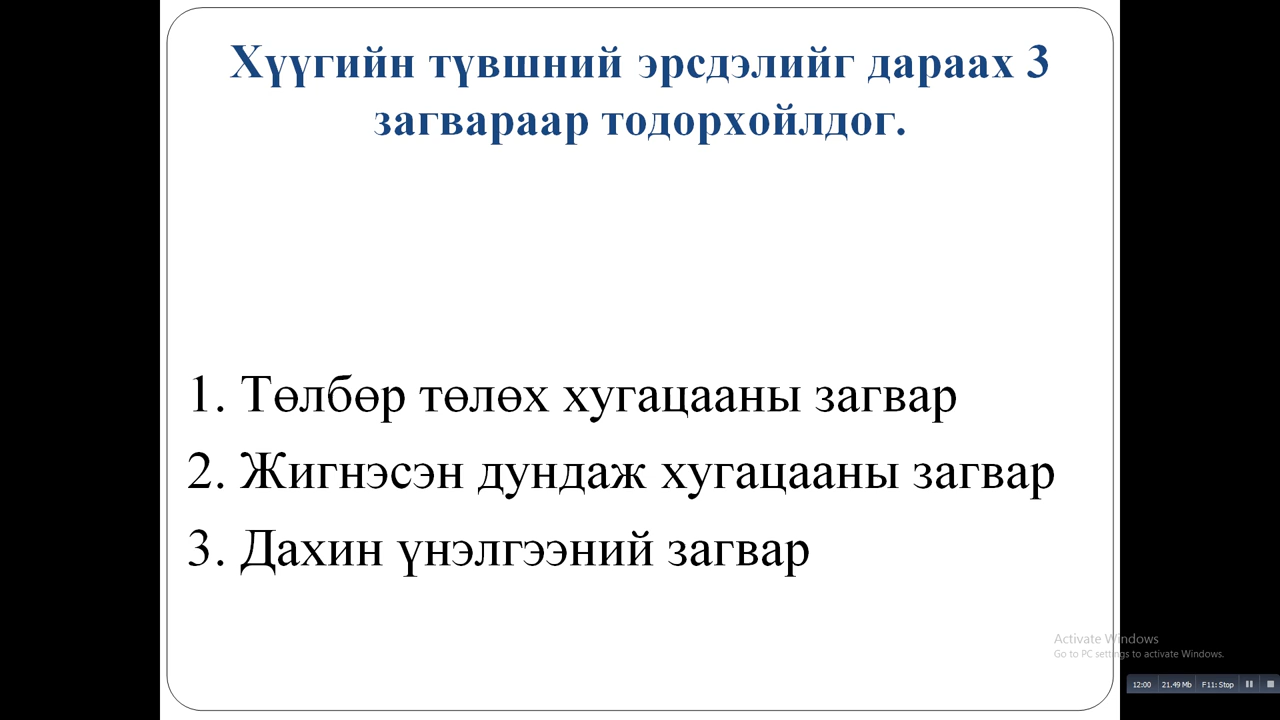 Хүүгийн түвшний эрсдэлийг дараах 3
загвараар тодорхойлдог.
1. Төлбөр төлөх хугацааны загвар
2. Жигнэсэн дундаж хугацааны загвар
3. Дахин үнэлгээний загвар
Activate Windows
Go to PC settings to activate Windows.
12:00 21.49 Mb F11: Stop